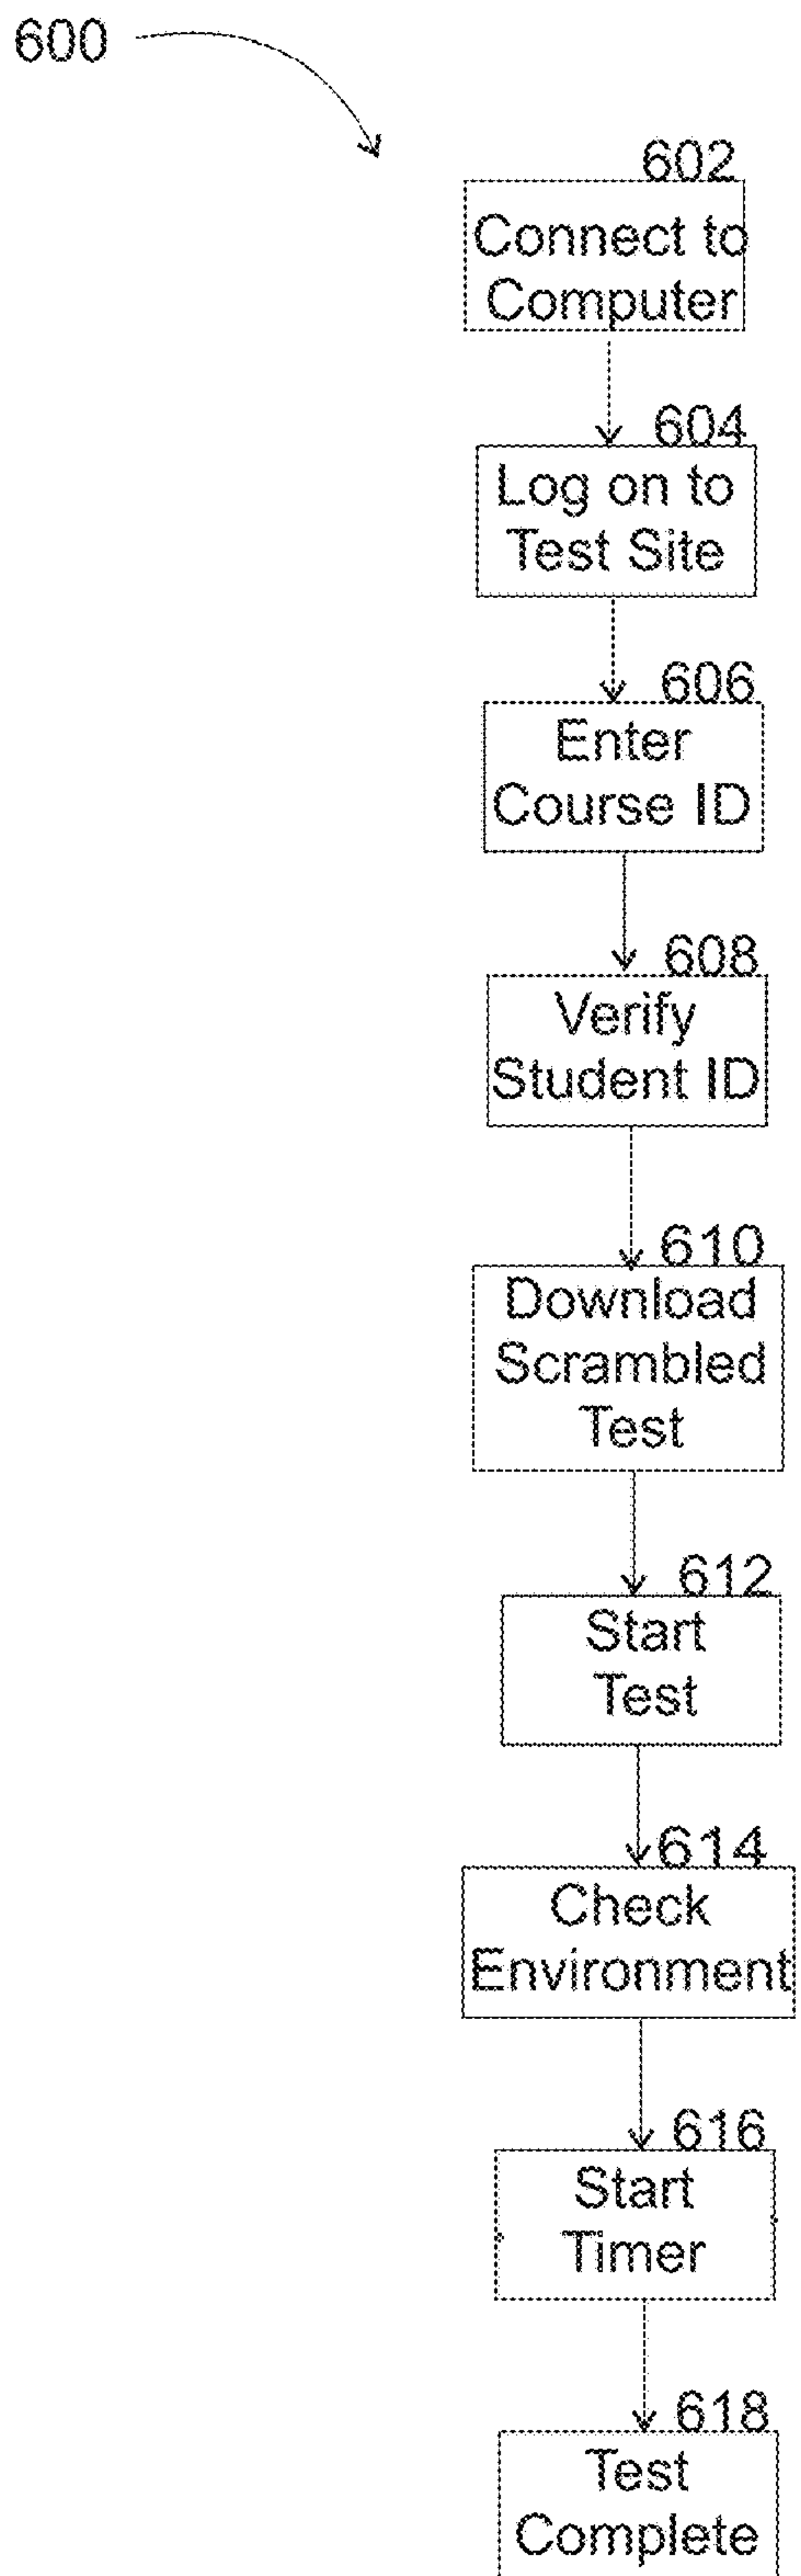 600
602
Connect to
Computer
604
Log on to
Test Site
606
Enter
Course ID
608
Verify
Student ID
610
Download
Scrambled
Test
612
Start
Test
614
Check
Environment
616
Start
Timer
618
Test
Complete